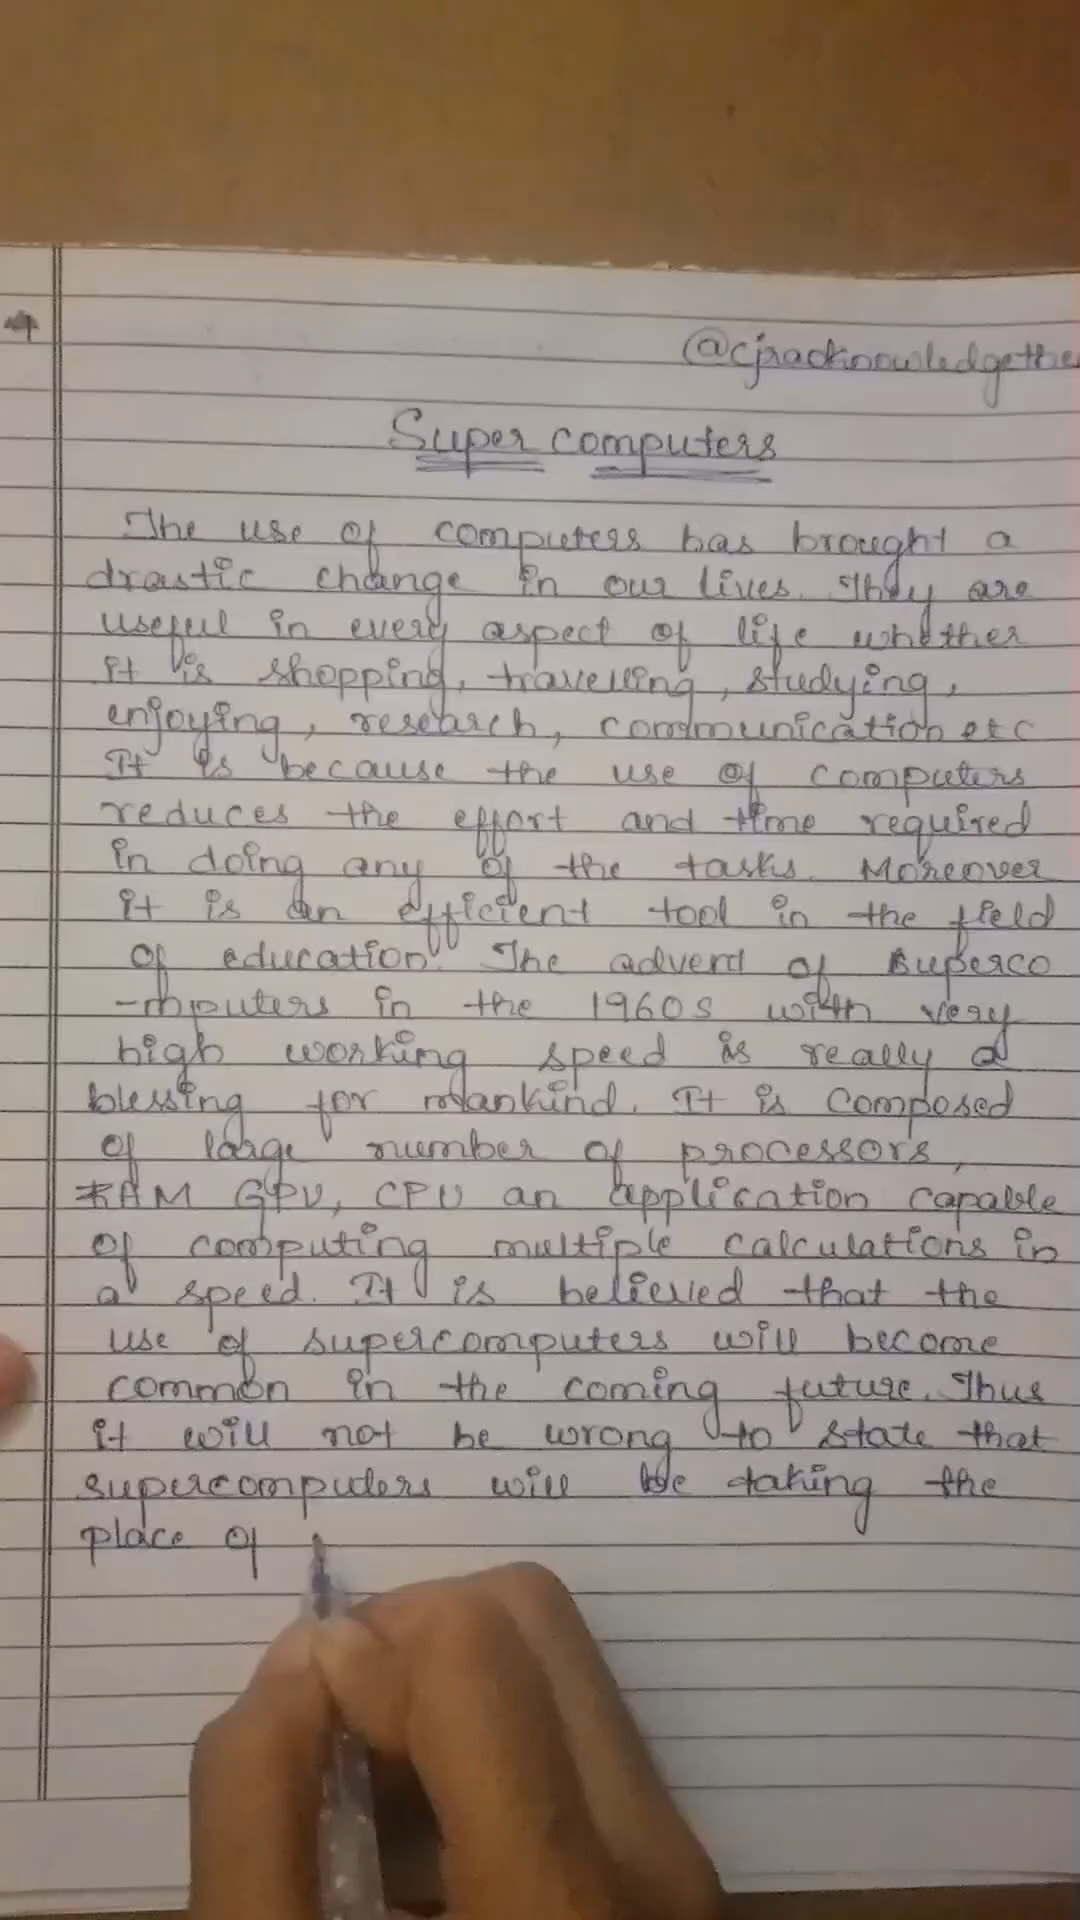 @cjracknowledgethe
Super computers
The use of computers has brought a
drastic change in our lives. They are
useful in every aspect of life whether
it is shopping, travelling, studying,
enjoying, research, communication etc
It is because the use of computers
reduces the effort and time required
in doing any of the tasks. Moreover
it is an efficient tool in the field
of education. The advent of superco
-mputers in the 1960s with very
high working speed is really a
blessing for mankind. It is composed
of large number of processors,
RAM GPU, CPU an application capable
of computing multiple calculations in
a speed. It is believed that the
use of supercomputers will become
common in the coming future. Thus
it will not be wrong to state that
supercomputers will be taking the
place of